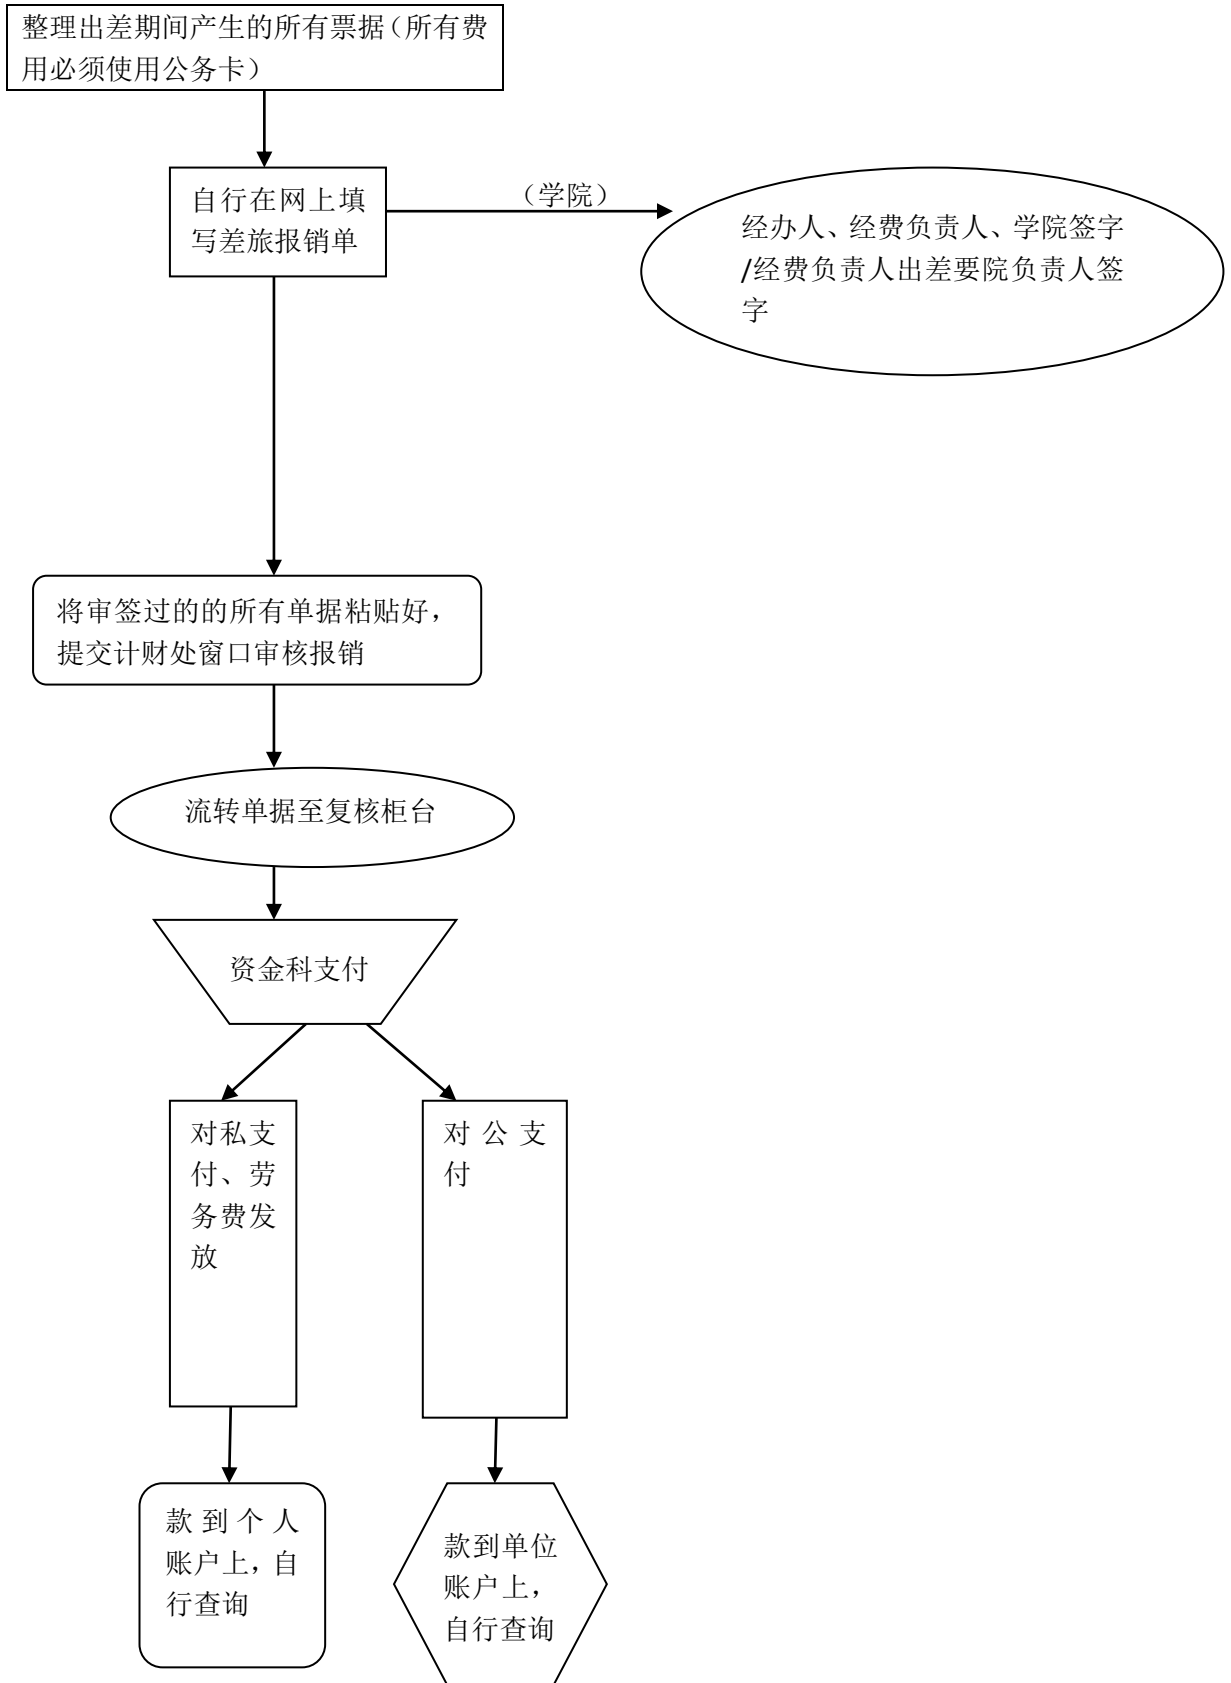 整理出差期间产生的所有票据（所有费
用必须使用公务卡）
自行在网上填
写差旅报销单
（学院）
经办人、经费负责人、学院签字
/经费负责人出差要院负责人签
字
将审签过的的所有单据粘贴好，
提交计财处窗口审核报销
流转单据至复核柜台
资金科支付
对私支
付、劳
务费发
放
对公支
付
款到个人
账户上，自
行查询
款到单位
账户上，
自行查询